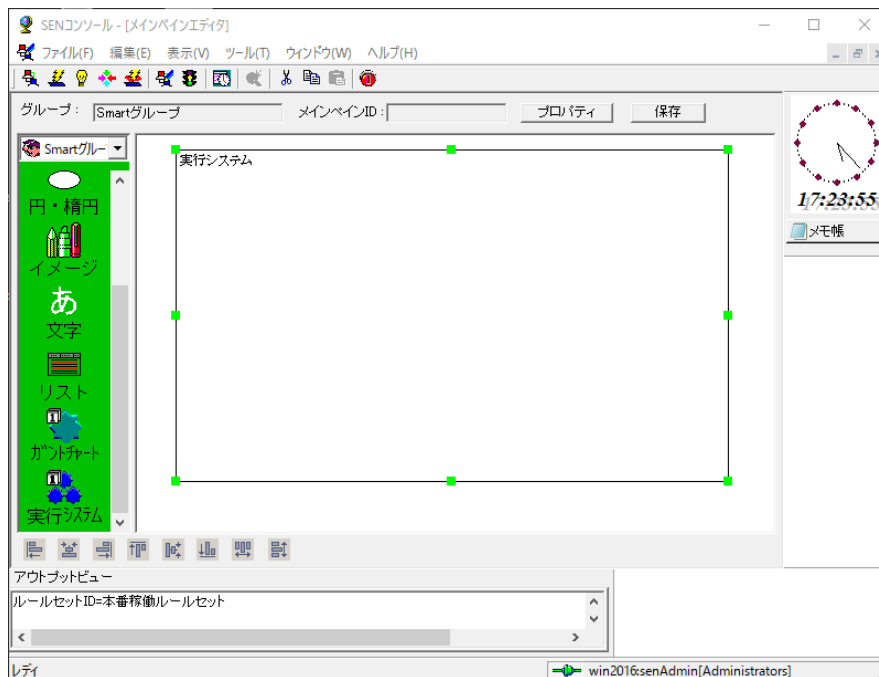 SENコンソール - [メインペインエディタ]
ファイル(F) 編集(E) 表示(V) ツール(T) ウィンドウ(W) ヘルプ(H)
グループ : Smartグループ メインペインID : プロパティ 保存
Smartグルー
実行システム
円・楕円
イメージ
あ
文字
リスト
1
ガントチャート
1
実行システム
17:23:55
メモ帳
アウトプットビュー
ルールセットID=本番稼働ルールセット
レディ
win2016:senAdmin[Administrators]